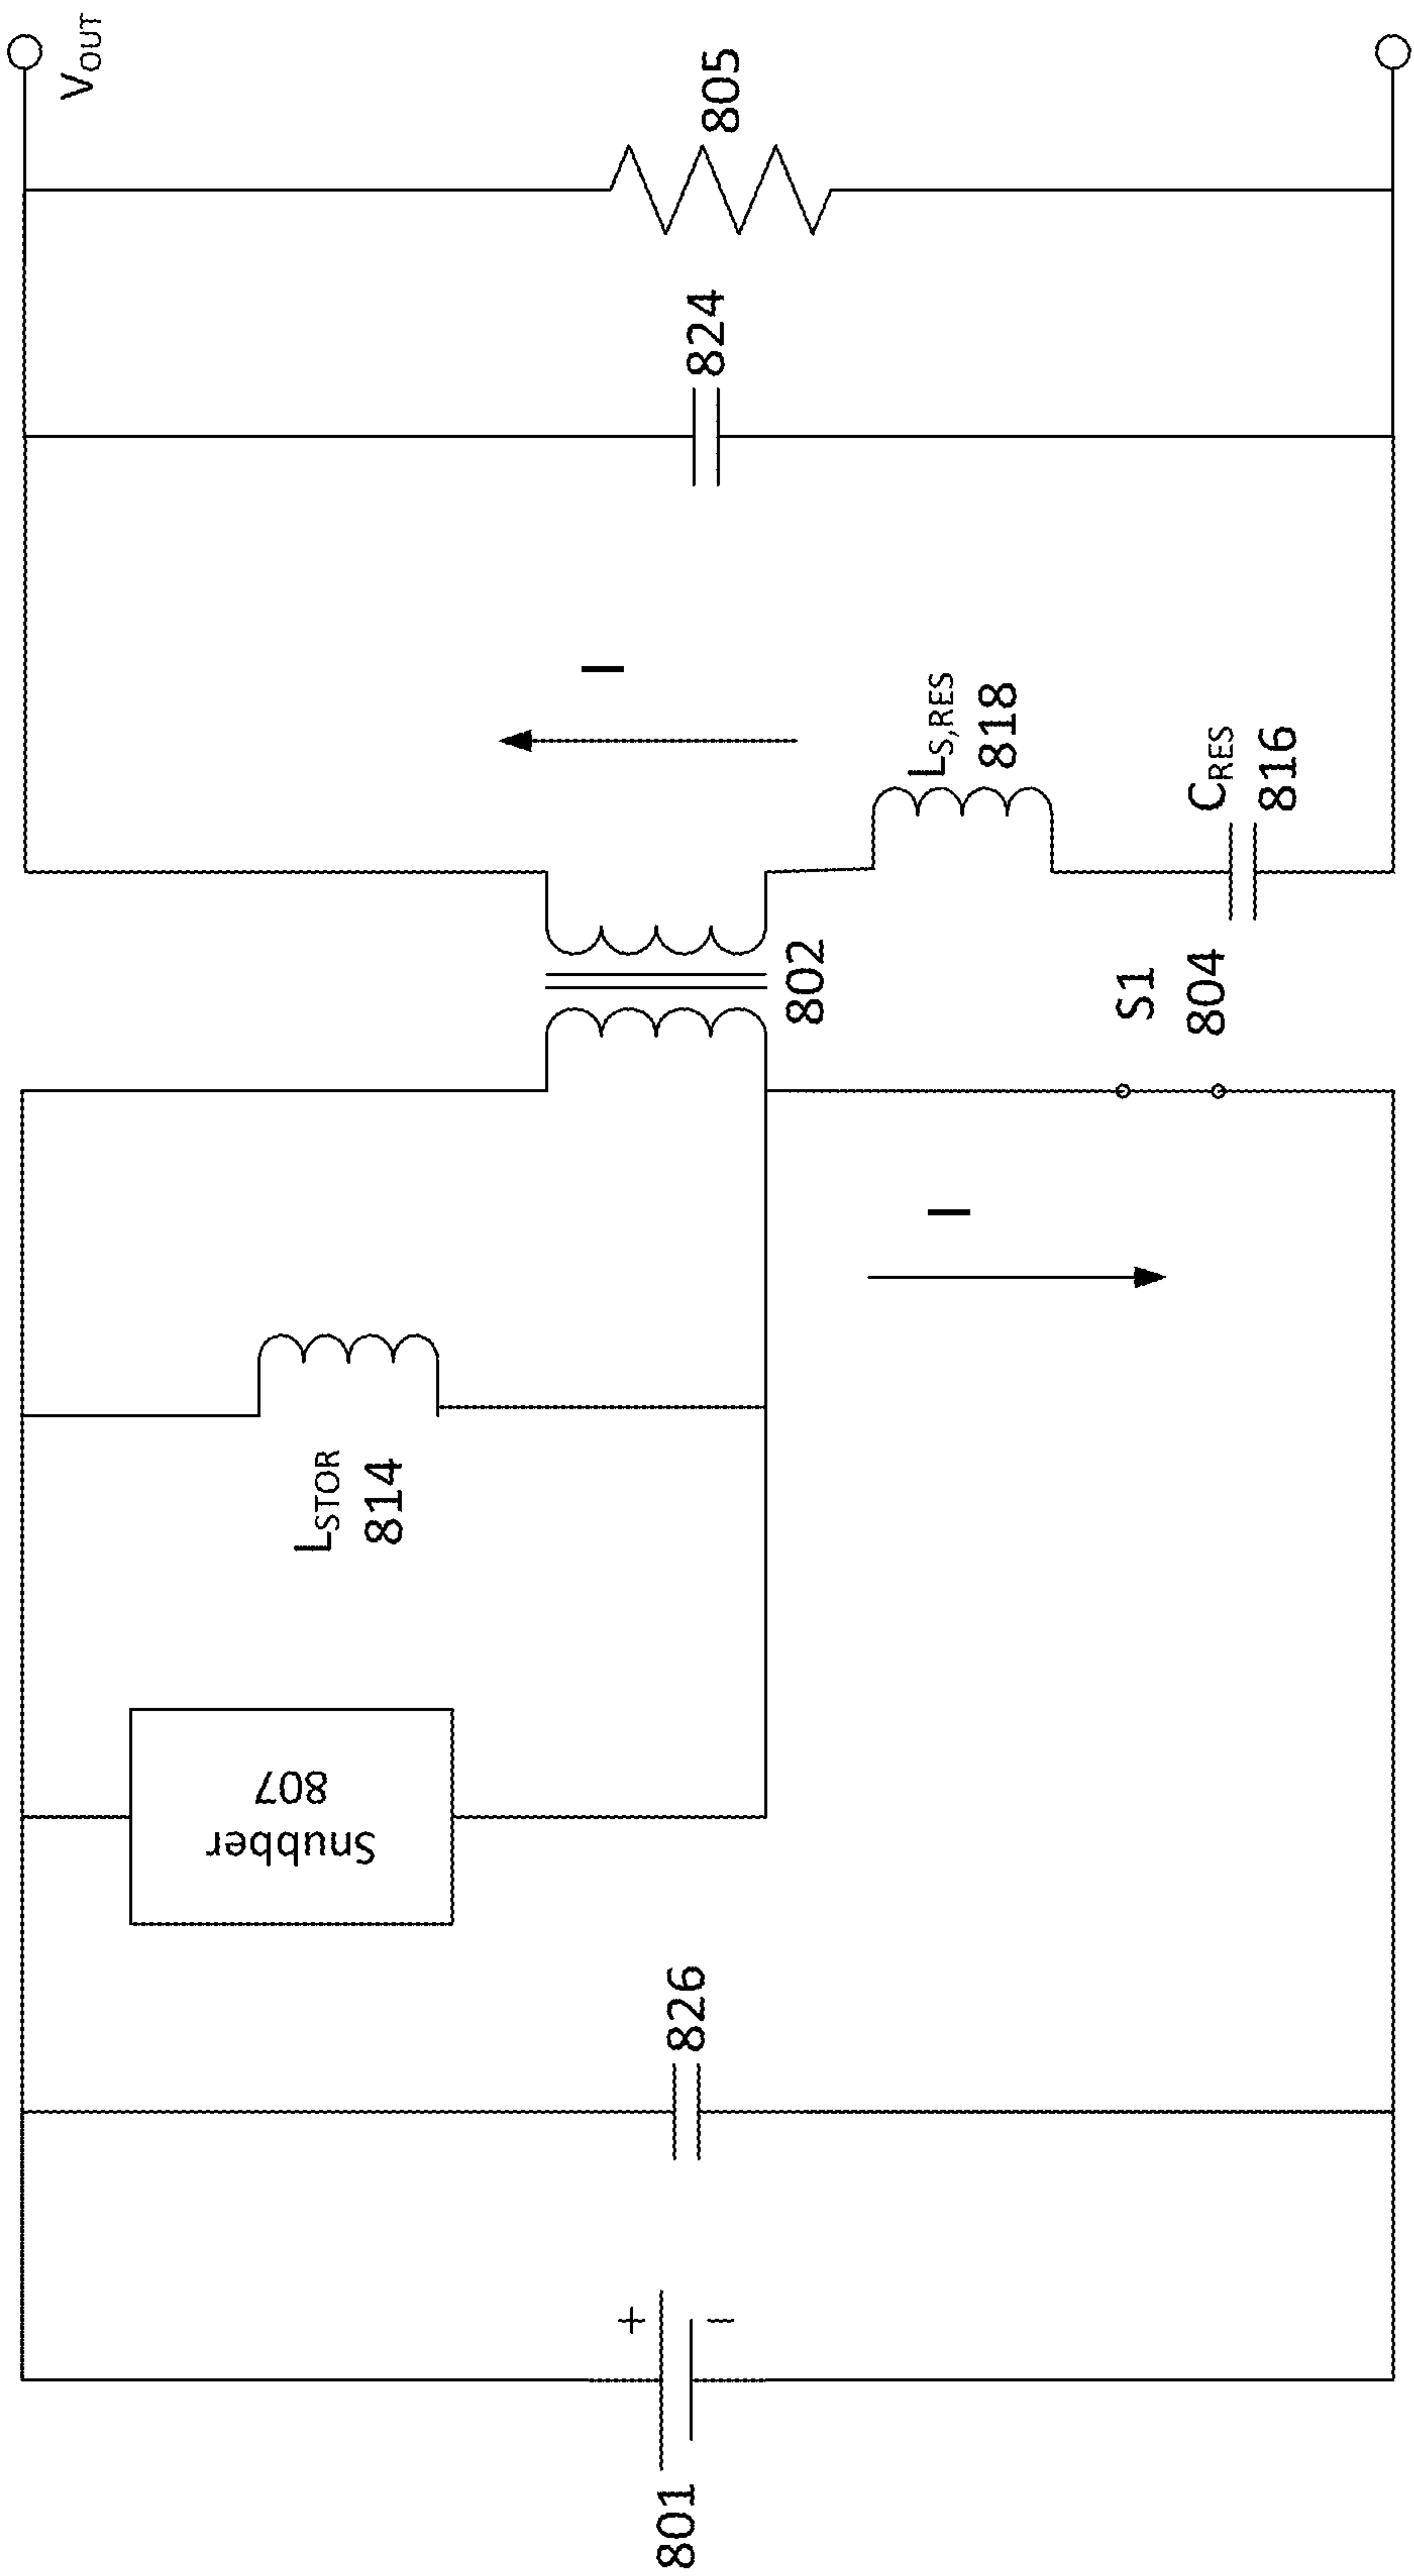 801
+
−
826
Snubber
807
LSTOR
814
I
802
S1
804
LS,RES
818
CRES
816
I
824
805
VOUT